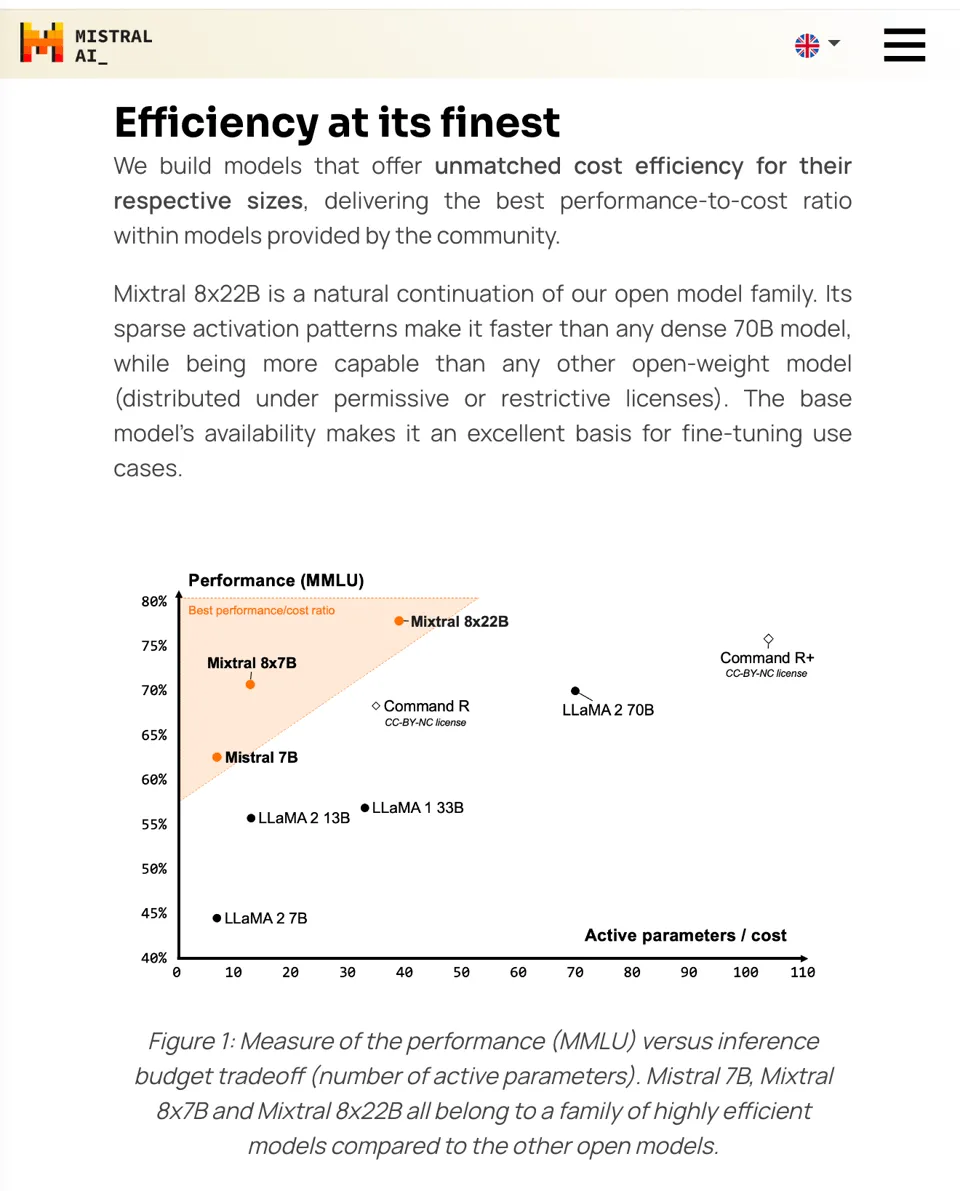 MISTRAL
AI_
Efficiency at its finest
We build models that offer unmatched cost efficiency for their
respective sizes, delivering the best performance-to-cost ratio
within models provided by the community.
Mixtral 8x22B is a natural continuation of our open model family. Its
sparse activation patterns make it faster than any dense 70B model,
while being more capable than any other open-weight model
(distributed under permissive or restrictive licenses). The base
model's availability makes it an excellent basis for fine-tuning use
cases.
Performance (MMLU)
80%
Best performance/cost ratio
Mixtral 8x22B
75%
Command R+
CC-BY-NC license
Mixtral 8x7B
70%
Command R
CC-BY-NC license
LLaMA 2 70B
65%
Mistral 7B
60%
LLaMA 1 33B
LLaMA 2 13B
55%
50%
45%
LLaMA 2 7B
Active parameters / cost
40%
0 10 20 30 40 50 60 70 80 90 100 110
Figure 1: Measure of the performance (MMLU) versus inference
budget tradeoff (number of active parameters). Mistral 7B, Mixtral
8x7B and Mixtral 8x22B all belong to a family of highly efficient
models compared to the other open models.